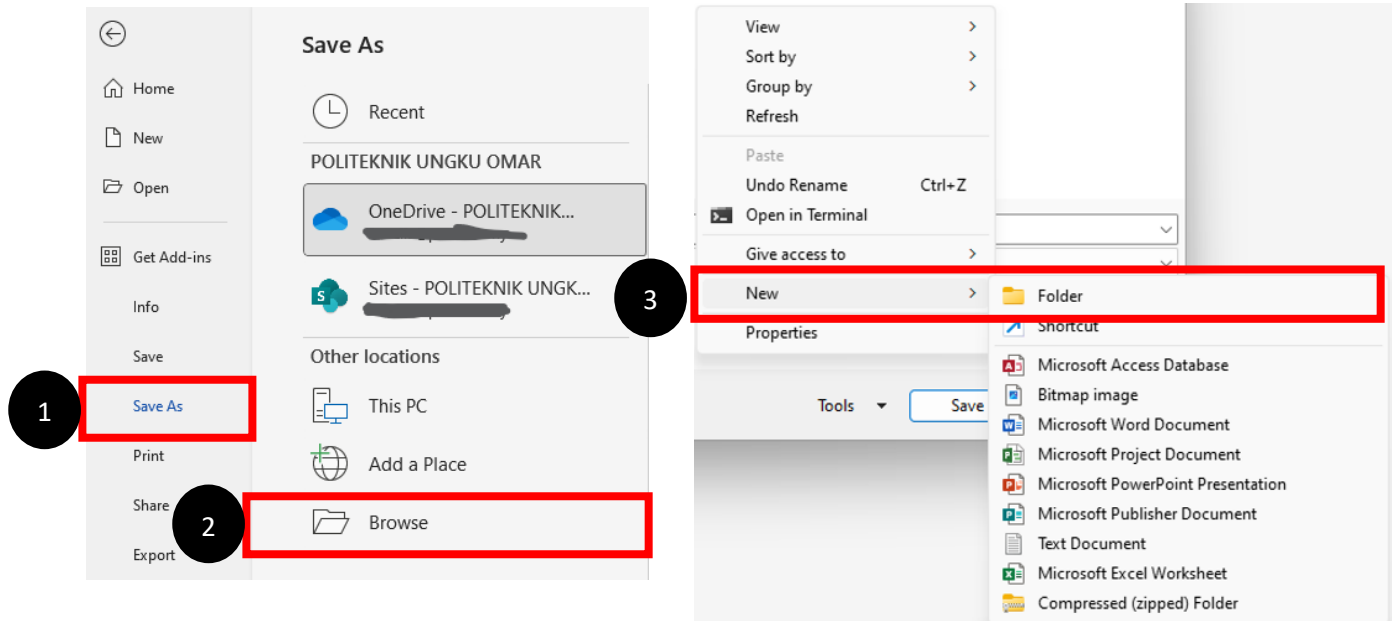 Save As
Home
New
Open
Get Add-ins
Info
Save
1
Save As
Print
Share
Export
Recent
POLITEKNIK UNGKU OMAR
OneDrive - POLITEKNIK...
Sites - POLITEKNIK UNGK...
Other locations
This PC
Add a Place
2
Browse
View
Sort by
Group by
Refresh
Paste
Undo Rename Ctrl+Z
Open in Terminal
Give access to
3
New
Properties
Tools
Save
Folder
Shortcut
Microsoft Access Database
Bitmap image
Microsoft Word Document
Microsoft Project Document
Microsoft PowerPoint Presentation
Microsoft Publisher Document
Text Document
Microsoft Excel Worksheet
Compressed (zipped) Folder